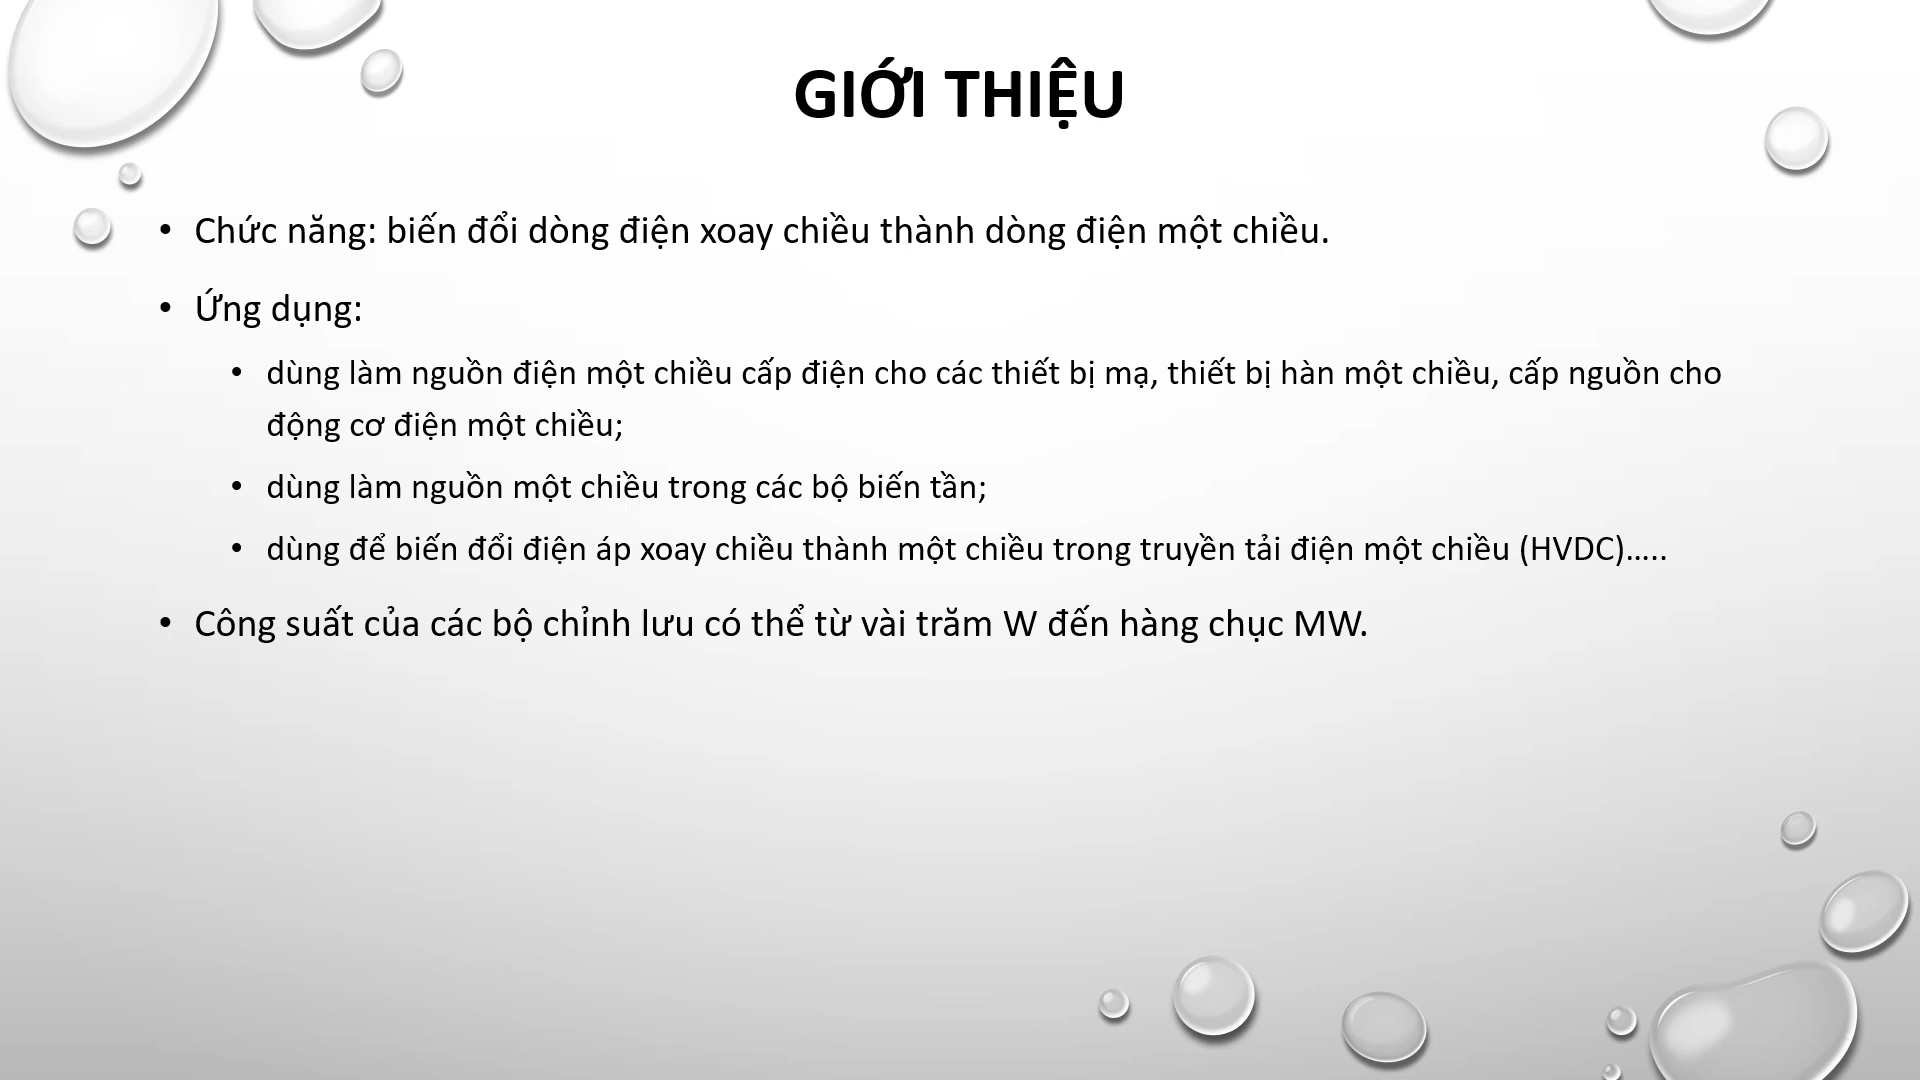 GIỚI THIỆU
• Chức năng: biến đổi dòng điện xoay chiều thành dòng điện một chiều.
• Ứng dụng:
• dùng làm nguồn điện một chiều cấp điện cho các thiết bị mạ, thiết bị hàn một chiều, cấp nguồn cho
động cơ điện một chiều;
• dùng làm nguồn một chiều trong các bộ biến tần;
• dùng để biến đổi điện áp xoay chiều thành một chiều trong truyền tải điện một chiều (HVDC)…..
• Công suất của các bộ chỉnh lưu có thể từ vài trăm W đến hàng chục MW.